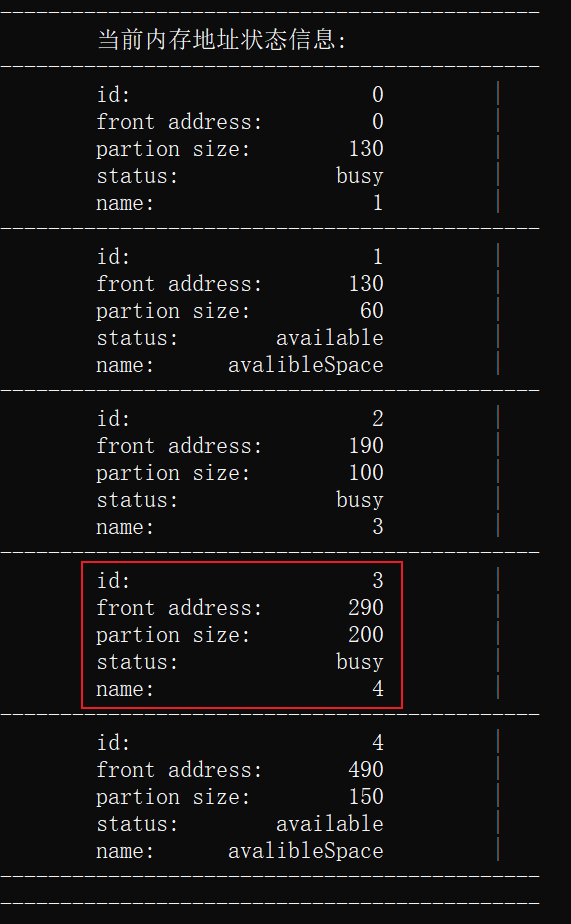 当前内存地址状态信息:
id: 0
front address: 0
partion size: 130
status: busy
name: 1
id: 1
front address: 130
partion size: 60
status: available
name: avalibleSpace
id: 2
front address: 190
partion size: 100
status: busy
name: 3
id: 3
front address: 290
partion size: 200
status: busy
name: 4
id: 4
front address: 490
partion size: 150
status: available
name: avalibleSpace